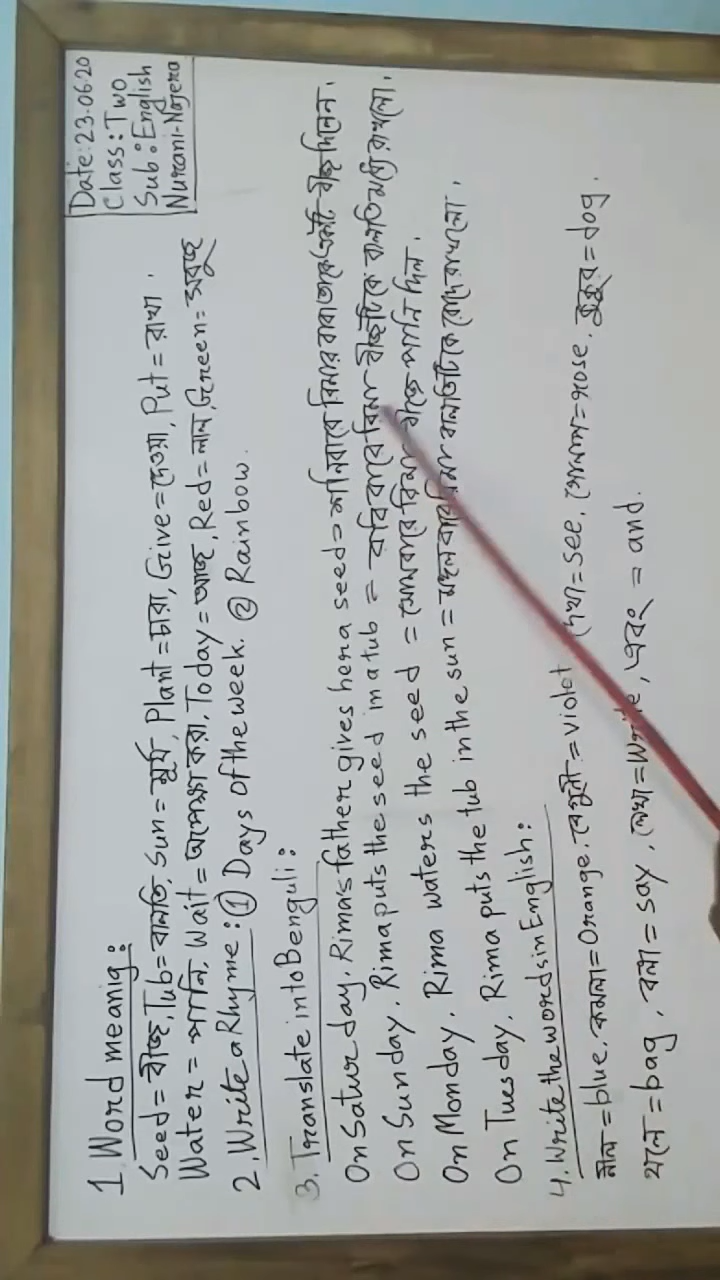 Date:23.06.20
Class:Two
Sub:English
Nurani-Najera
1 Word meanig:
Seed=বীজ, Tub=বালতি, Sun=সূর্য, Plant=চারা, Give=দেওয়া, Put=রাখা.
Water=পানি, Wait=অপেক্ষা করা, Today=আজ, Red=লাল, Green=সবুজ
2, Write a Rhyme: ① Days of the week. ② Rainbow.
3. Translate into Benguli:
On Saturday, Rima's father gives her a seed=শনিবারে রিমার বাবা তাকে একটি বীজ দিলেন.
On Sunday, Rima puts the seed in a tub = রবি বারে রিমা বীজটিকে বালতির মধ্যে রাখলো.
On Monday, Rima waters the seed = সোমবারে রিমা বীজে পানি দিল.
On Tuesday, Rima puts the tub in the sun = মঙ্গল বারে রিমা বালতিটিকে রোদে রাখলো.
4. Write the words in English:
নীল=blue, কমলা=Orange, বেগুনী=violet দেখা=see, গোলাপ=rose, কুকুর=dog.
থলে=bag, বলা=say, লেখা=Write, এবং = and.